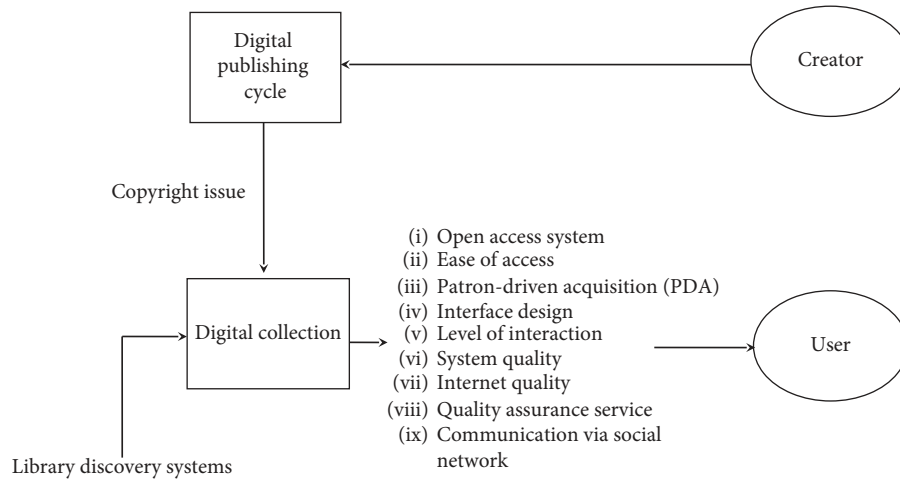 Digital
publishing
cycle
Creator
Copyright issue
(i) Open access system
(ii) Ease of access
(iii) Patron-driven acquisition (PDA)
(iv) Interface design
(v) Level of interaction
(vi) System quality
(vii) Internet quality
(viii) Quality assurance service
(ix) Communication via social
network
Digital collection
User
Library discovery systems